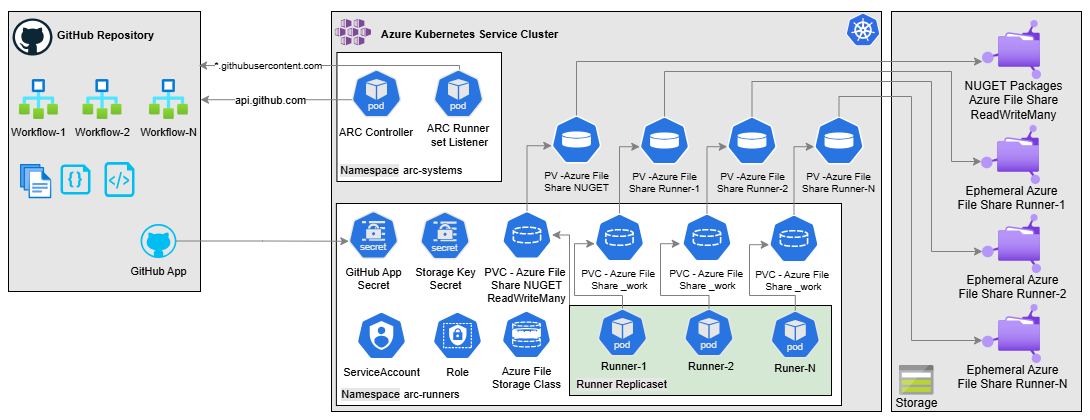 GitHub Repository
Workflow-1
Workflow-2
Workflow-N
GitHub App
Azure Kubernetes Service Cluster
*.githubusercontent.com
api.github.com
pod
ARC Controller
pod
ARC Runner
set Listener
Namespace arc-systems
PV -Azure File
Share NUGET
PV -Azure File
Share Runner-1
PV -Azure File
Share Runner-2
PV -Azure File
Share Runner-N
secret
GitHub App
Secret
secret
Storage Key
Secret
PVC - Azure File
Share NUGET
ReadWriteMany
PVC - Azure File
Share _work
PVC - Azure File
Share _work
PVC - Azure File
Share _work
ServiceAccount
Role
Azure File
Storage Class
pod
Runner-1
pod
Runner-2
pod
Runer-N
Runner Replicaset
Namespace arc-runners
NUGET Packages
Azure File Share
ReadWriteMany
Ephemeral Azure
File Share Runner-1
Ephemeral Azure
File Share Runner-2
Ephemeral Azure
File Share Runner-N
Storage